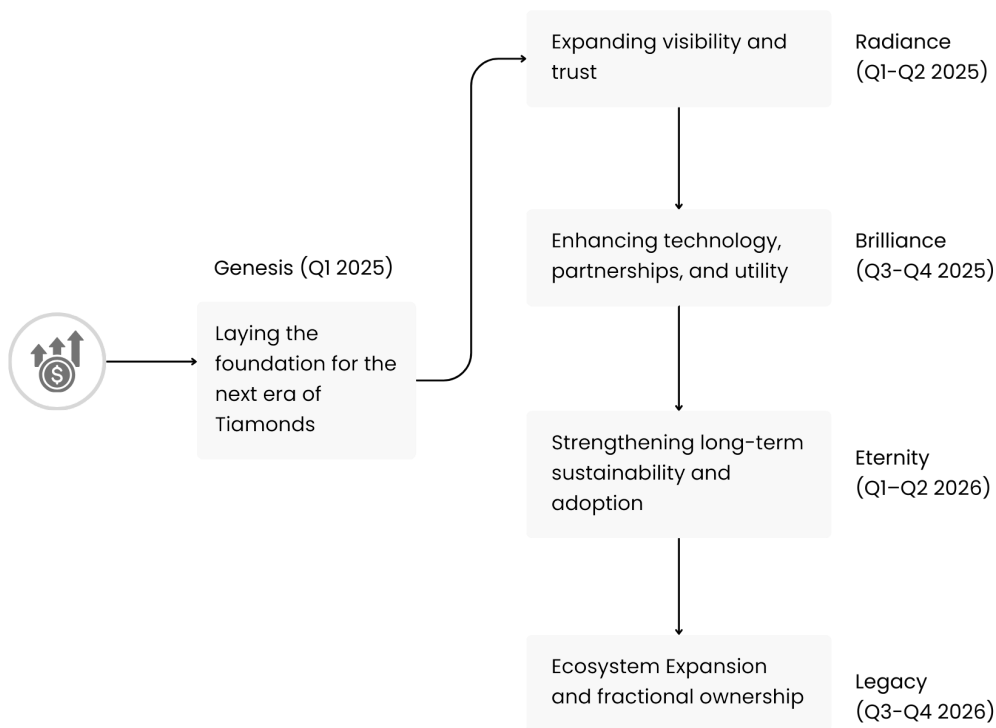 Genesis (Q1 2025)
Laying the
foundation for the
next era of
Tiamonds
Expanding visibility and
trust
Radiance
(Q1-Q2 2025)
Enhancing technology,
partnerships, and utility
Brilliance
(Q3-Q4 2025)
Strengthening long-term
sustainability and
adoption
Eternity
(Q1–Q2 2026)
Ecosystem Expansion
and fractional ownership
Legacy
(Q3-Q4 2026)
$